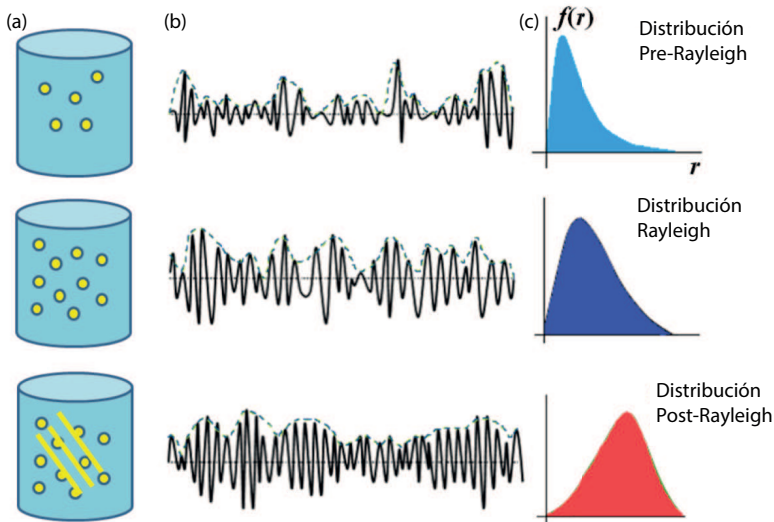 (a)
(b)
(c)
f(r)
Distribución
Pre-Rayleigh
r
Distribución
Rayleigh
Distribución
Post-Rayleigh